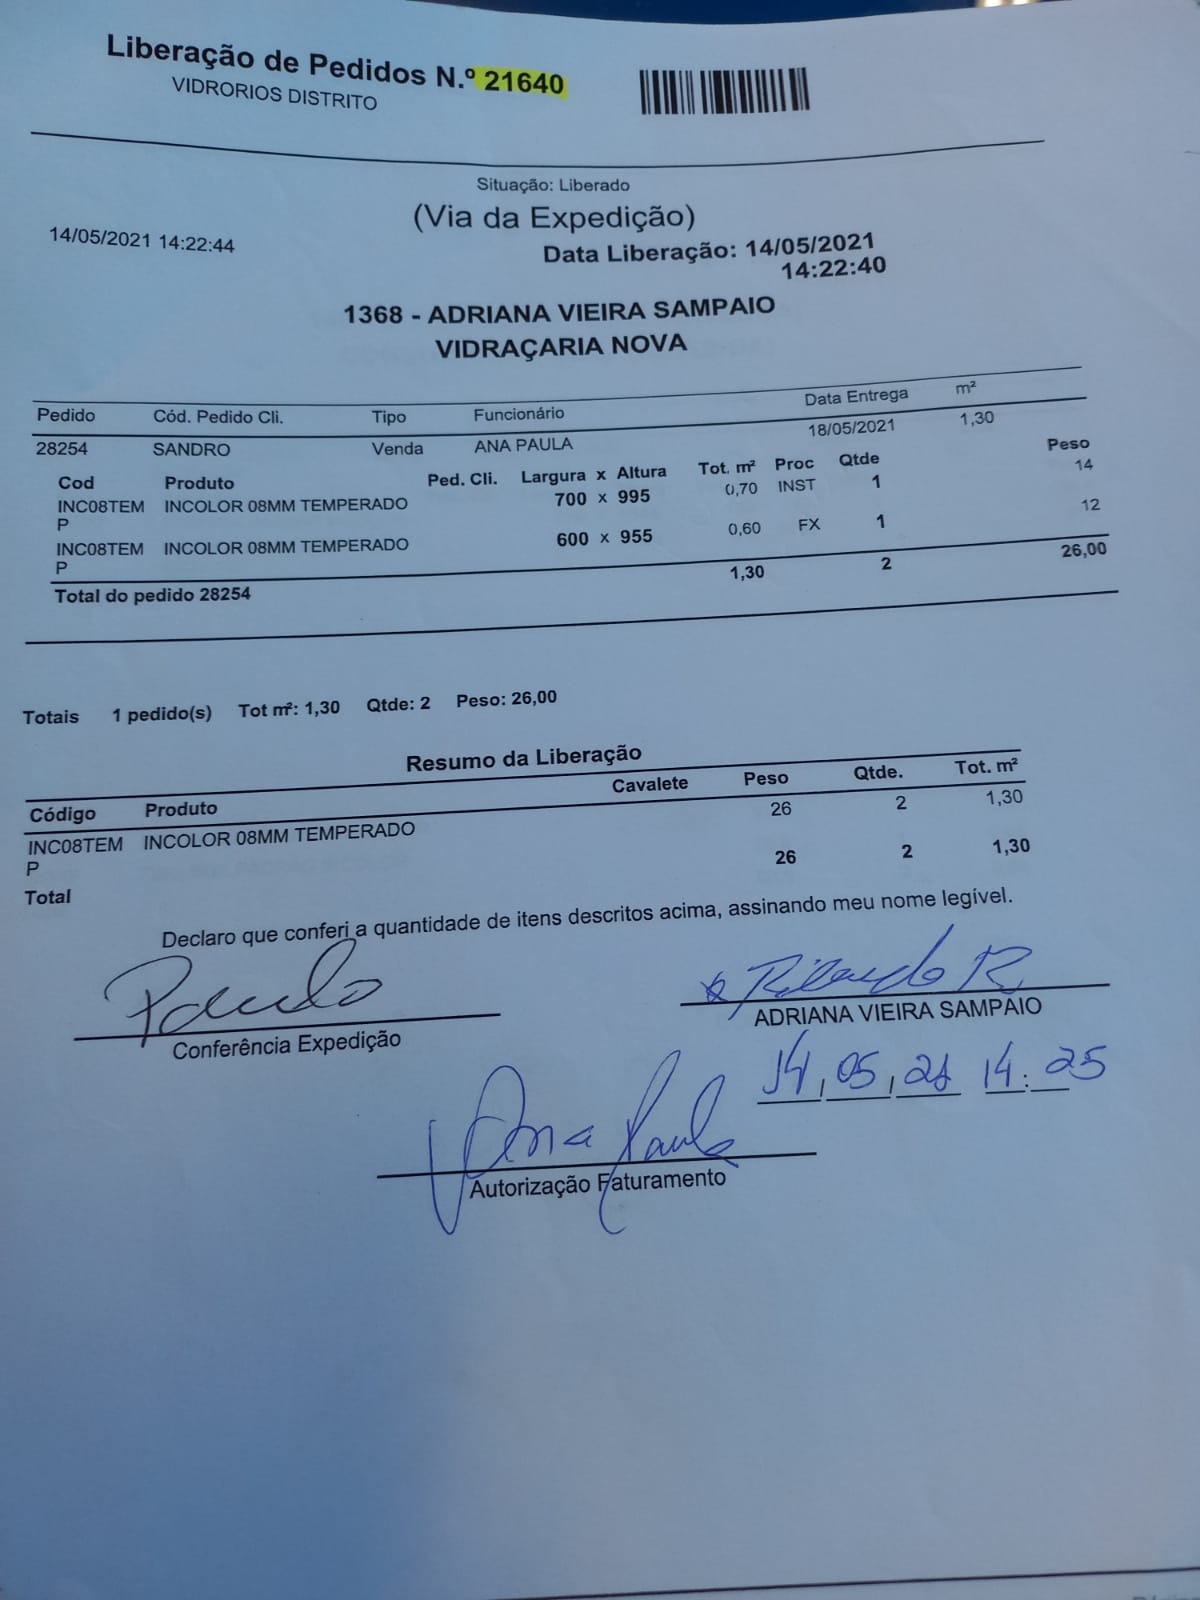 Liberação de Pedidos N.º 21640
VIDRORIOS DISTRITO
Situação: Liberado
(Via da Expedição)
14/05/2021 14:22:44
Data Liberação: 14/05/2021
14:22:40
1368 - ADRIANA VIEIRA SAMPAIO
VIDRAÇARIA NOVA
Pedido Cód. Pedido Cli. Tipo Funcionário Data Entrega m²
28254 SANDRO Venda ANA PAULA 18/05/2021 1,30
Cod Produto Ped. Cli. Largura x Altura Tot. m² Proc Qtde Peso
INC08TEM INCOLOR 08MM TEMPERADO 700 x 995 0,70 INST 1 14
P
INC08TEM INCOLOR 08MM TEMPERADO 600 x 955 0,60 FX 1 12
P
Total do pedido 28254 1,30 2 26,00
Totais 1 pedido(s) Tot m²: 1,30 Qtde: 2 Peso: 26,00
Resumo da Liberação
Código Produto Cavalete Peso Qtde. Tot. m²
INC08TEM INCOLOR 08MM TEMPERADO 26 2 1,30
P
Total 26 2 1,30
Declaro que conferi a quantidade de itens descritos acima, assinando meu nome legível.
Paulo
Conferência Expedição
ADRIANA VIEIRA SAMPAIO
14, 05, 21 14:25
Ana Paula
Autorização Faturamento